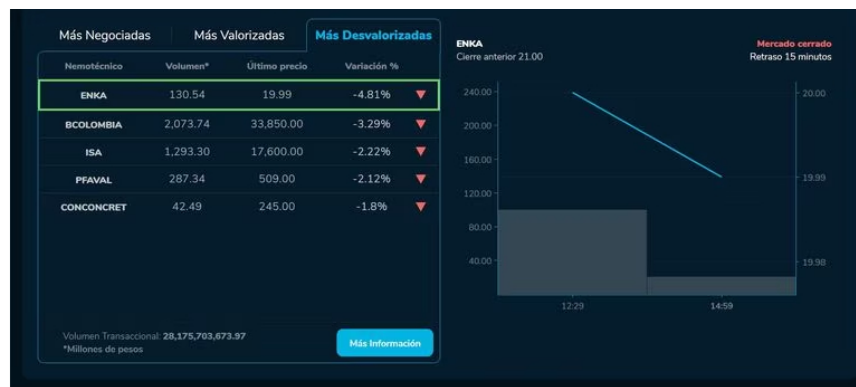 Más Negociadas Más Valorizadas Más Desvalorizadas
Nemotécnico Volumen* Último precio Variación %
ENKA 130.54 19.99 -4.81%
BCOLOMBIA 2,073.74 33,850.00 -3.29%
ISA 1,293.30 17,600.00 -2.22%
PFAVAL 287.34 509.00 -2.12%
CONCONCRET 42.49 245.00 -1.8%
Volumen Transaccional: 28,175,703,673.97
*Millones de pesos
Más Información
ENKA Mercado cerrado
Cierre anterior 21.00 Retraso 15 minutos
240.00 20.00
200.00
160.00
19.99
120.00
80.00
40.00 19.98
12:29 14:59